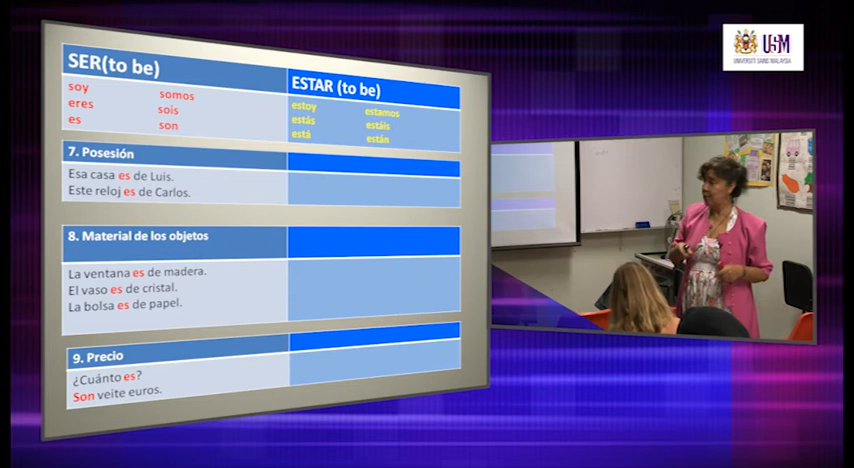 SER(to be)
ESTAR (to be)
soy somos
eres sois
es son
estoy estamos
estás estáis
está están
7. Posesión
Esa casa es de Luis.
Este reloj es de Carlos.
8. Material de los objetos
La ventana es de madera.
El vaso es de cristal.
La bolsa es de papel.
9. Precio
¿Cuánto es?
Son veite euros.
USM
UNIVERSITI SAINS MALAYSIA